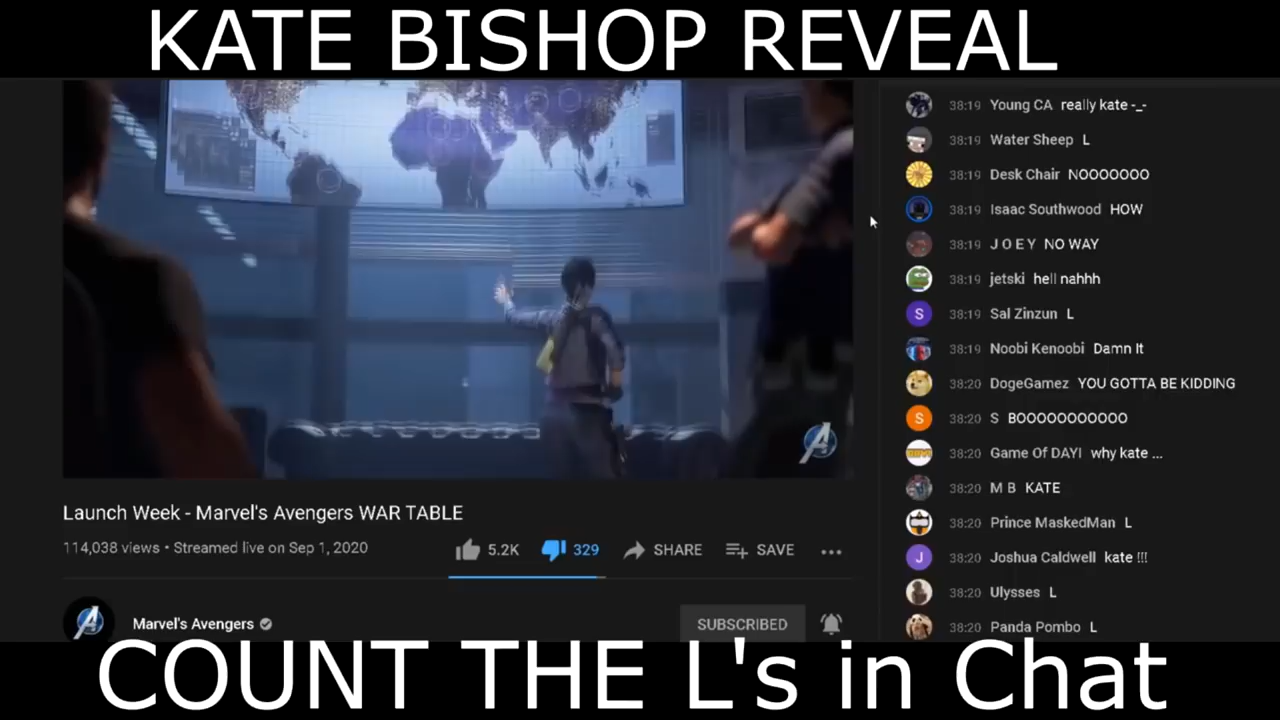 KATE BISHOP REVEAL
38:19 Young CA really kate -_-
38:19 Water Sheep L
38:19 Desk Chair NOOOOOOO
38:19 Isaac Southwood HOW
38:19 J O E Y NO WAY
38:19 jetski hell nahhh
S 38:19 Sal Zinzun L
38:19 Noobi Kenoobi Damn It
38:20 DogeGamez YOU GOTTA BE KIDDING
S 38:20 S BOOOOOOOOOOO
38:20 Game Of DAYI why kate ...
38:20 M B KATE
38:20 Prince MaskedMan L
J 38:20 Joshua Caldwell kate !!!
38:20 Ulysses L
38:20 Panda Pombo L
Launch Week - Marvel's Avengers WAR TABLE
114,038 views • Streamed live on Sep 1, 2020
5.2K 329 SHARE SAVE ...
Marvel's Avengers
SUBSCRIBED
COUNT THE L's in Chat